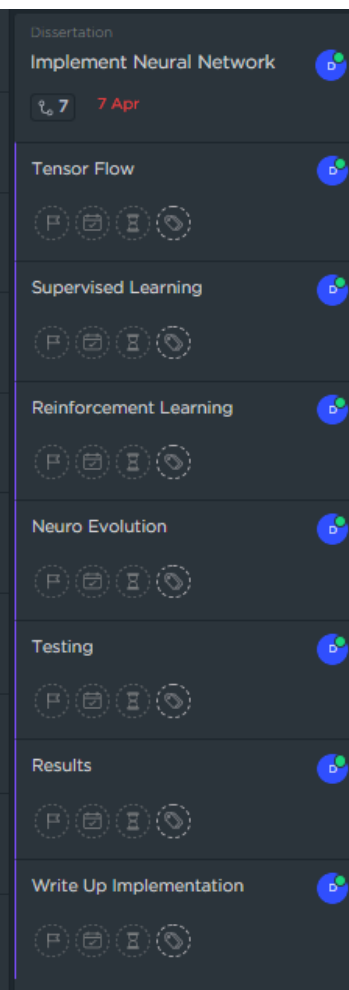 Dissertation
Implement Neural Network
D
7
7 Apr
Tensor Flow
D
Supervised Learning
D
Reinforcement Learning
D
Neuro Evolution
D
Testing
D
Results
D
Write Up Implementation
D